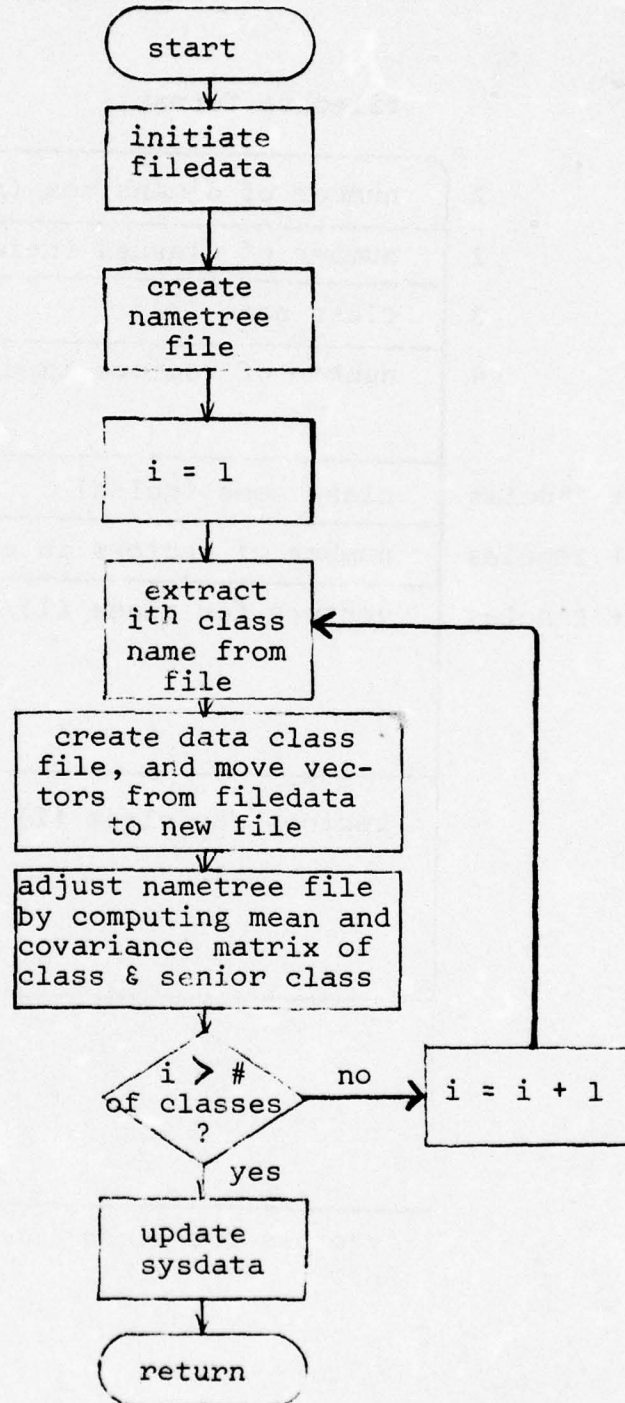 start
initiate
filedata
create
nametree
file
i = 1
extract
ith class
name from
file
create data class
file, and move vec-
tors from filedata
to new file
adjust nametree file
by computing mean and
covariance matrix of
class & senior class
i > #
of classes
?
no
i = i + 1
yes
update
sysdata
return